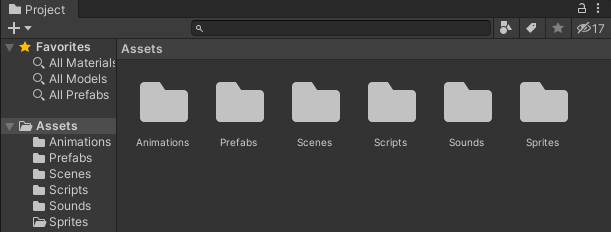 Project
17
Favorites
All Materials
All Models
All Prefabs
Assets
Animations
Prefabs
Scenes
Scripts
Sounds
Sprites
Assets
Animations Prefabs Scenes Scripts Sounds Sprites